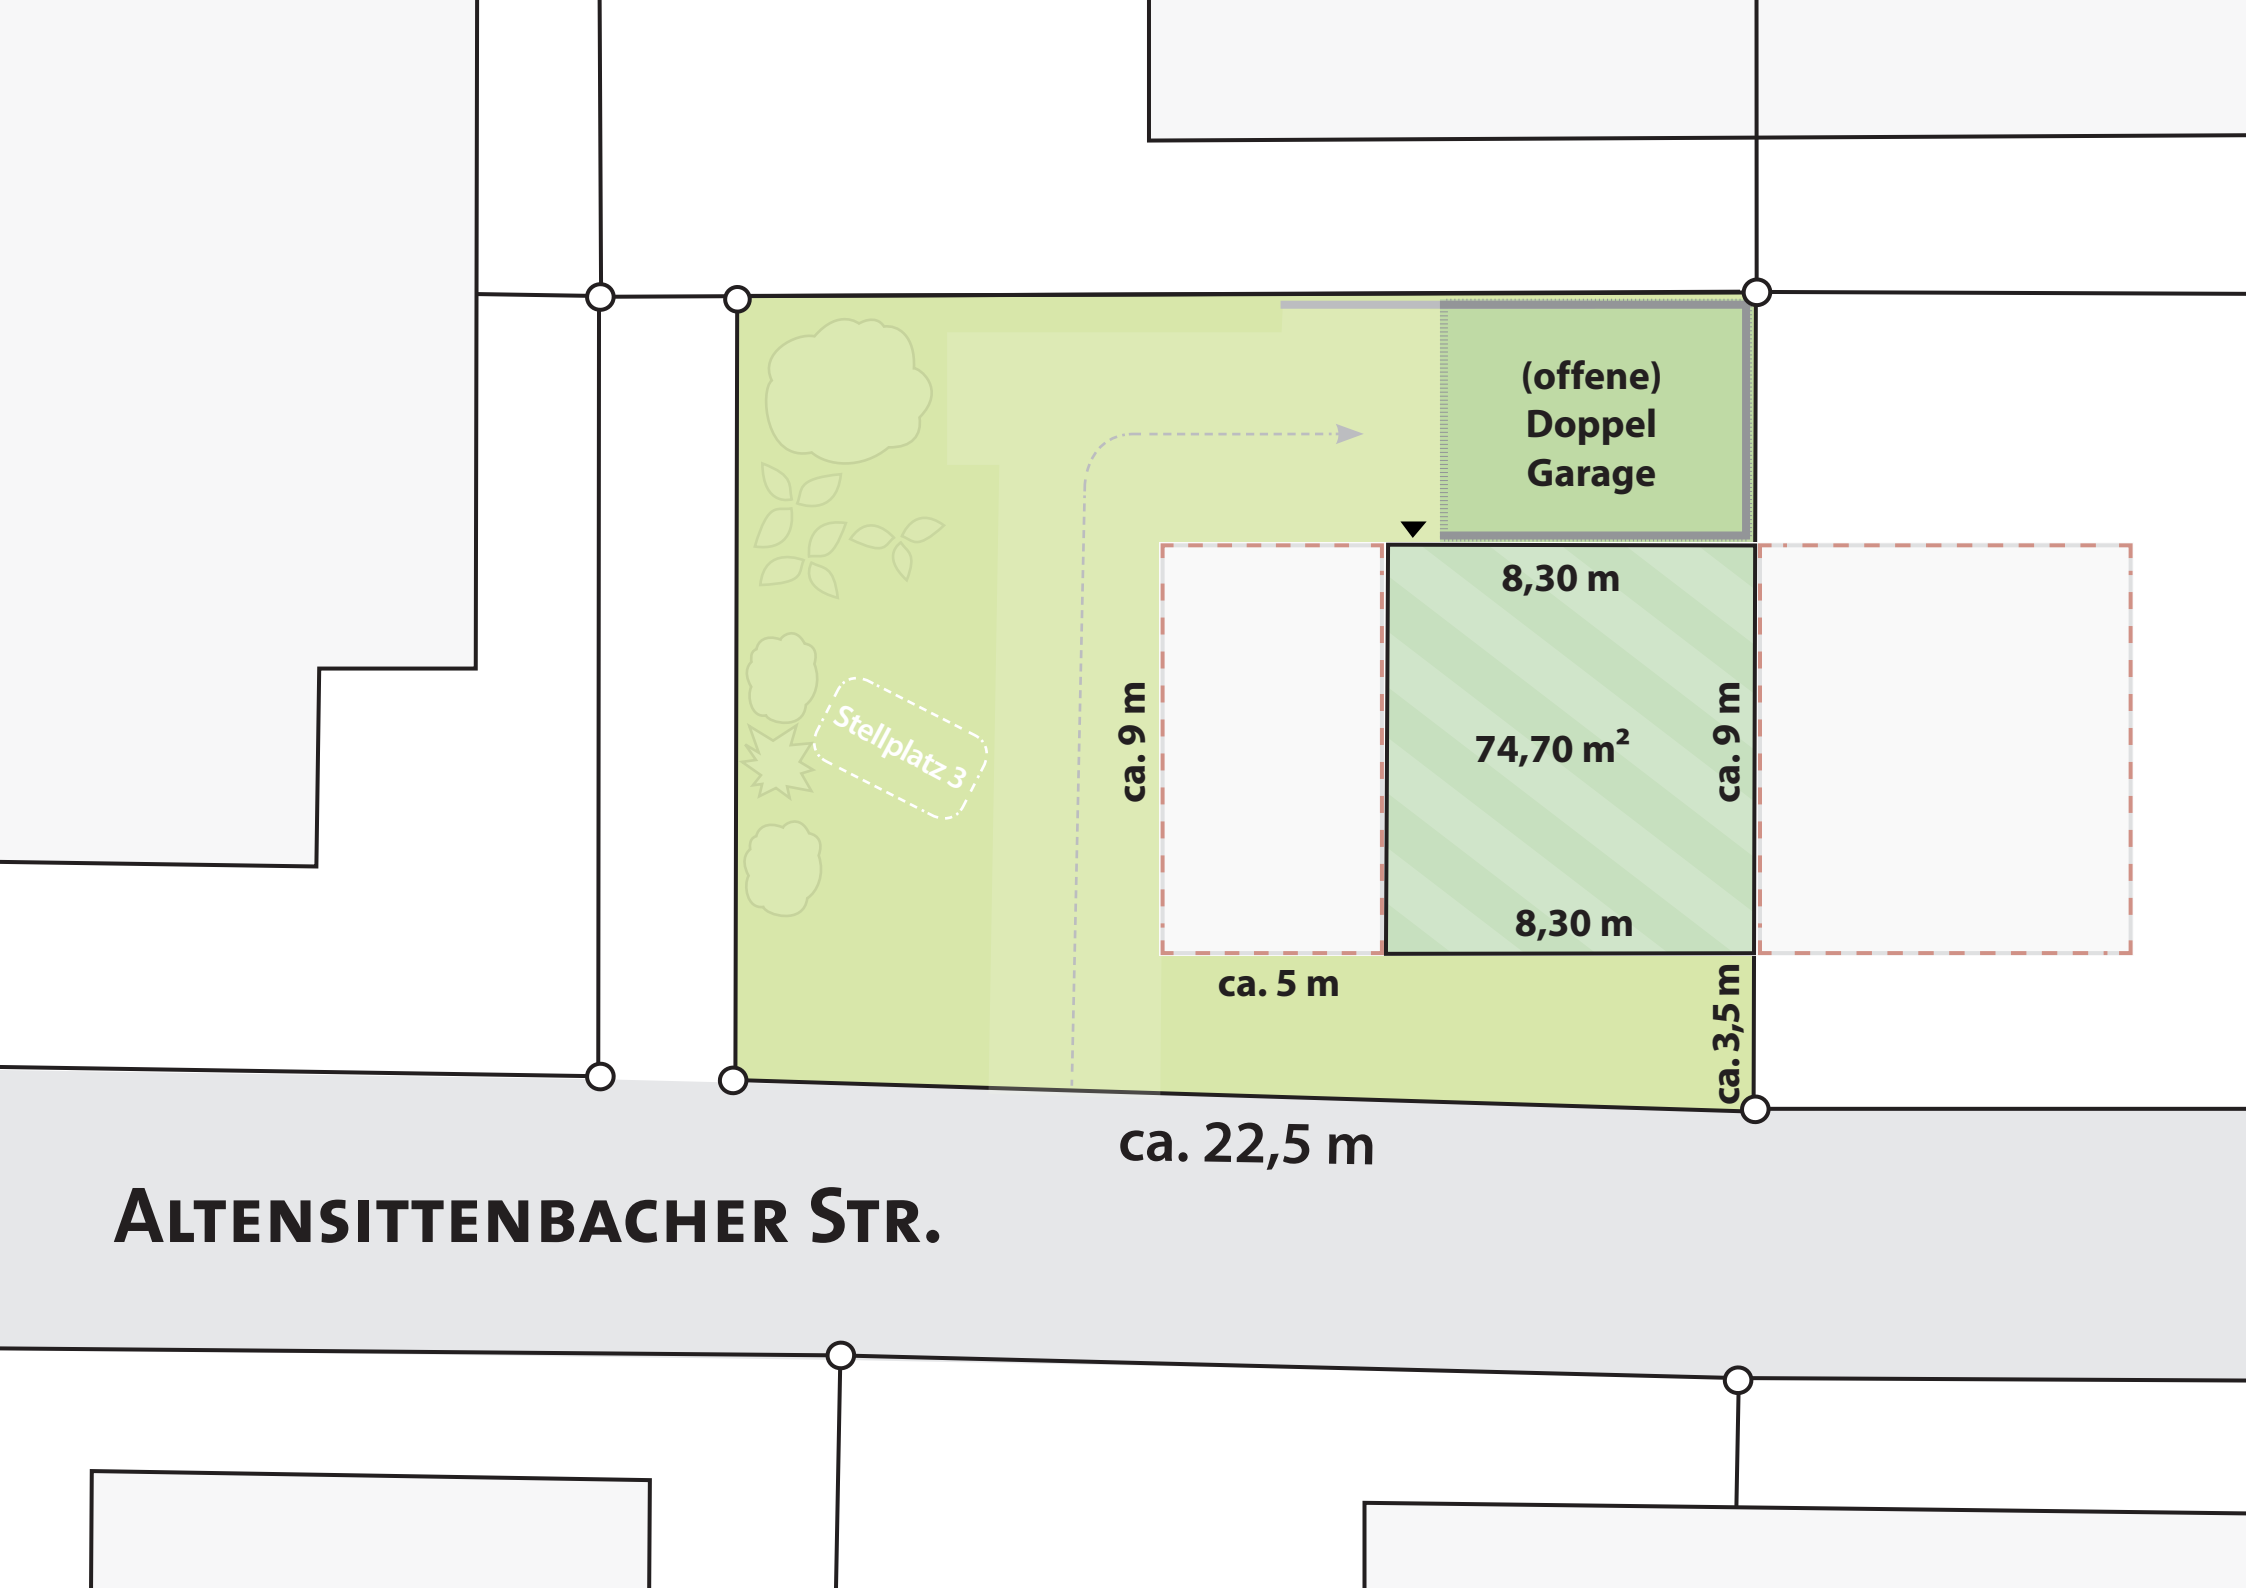 (offene)
Doppel
Garage
8,30 m
Stellplatz 3
ca. 9 m
74,70 m²
ca. 9 m
8,30 m
ca. 5 m
ca. 3,5 m
ca. 22,5 m
ALTENSITTENBACHER STR.